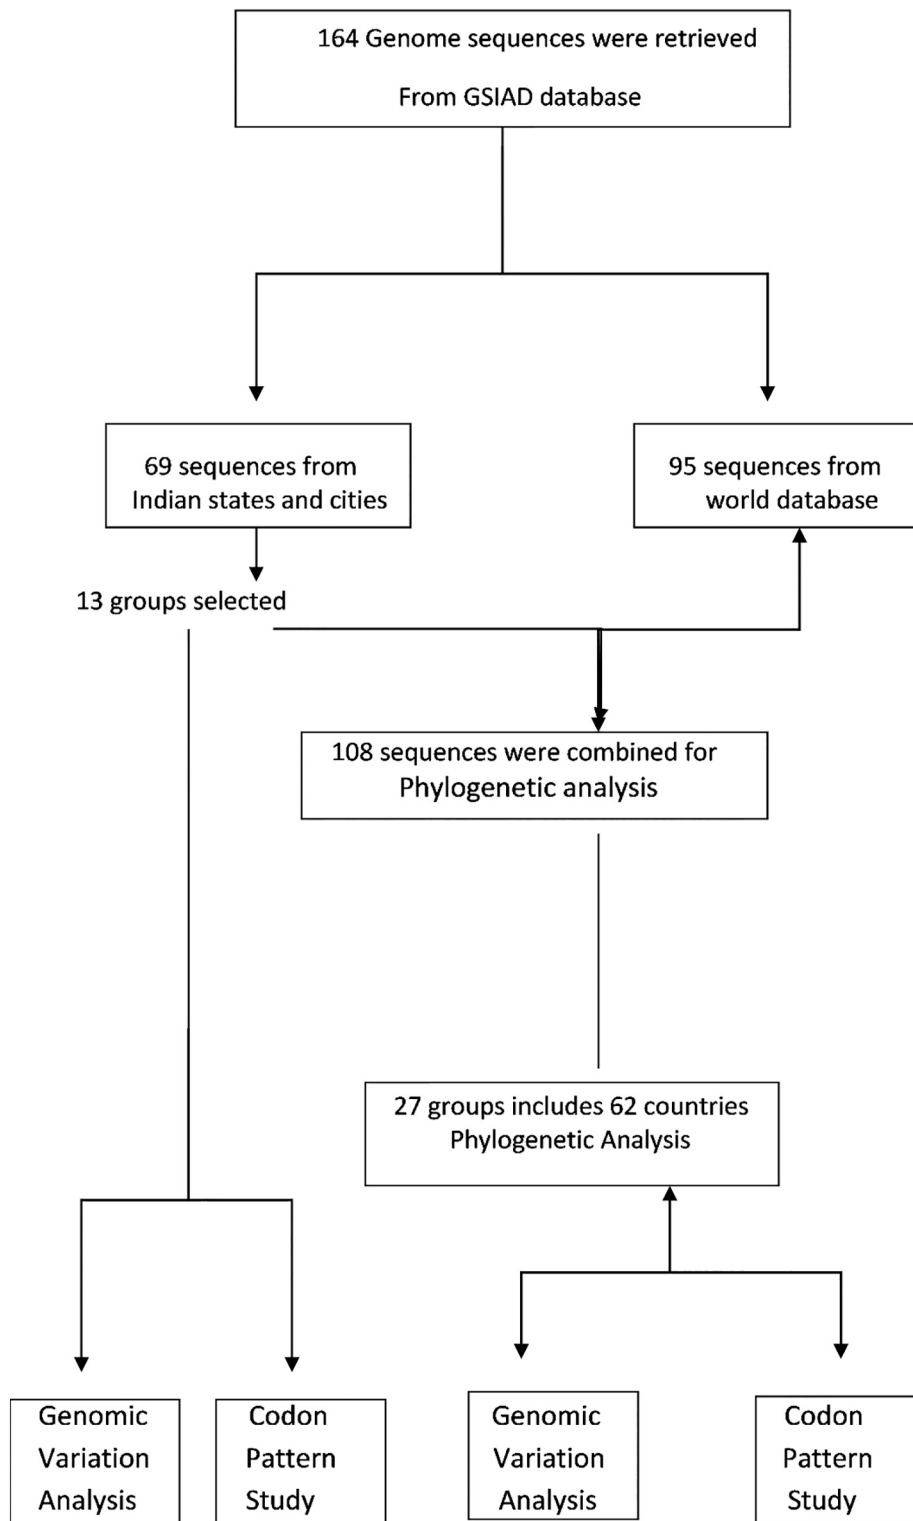 164 Genome sequences were retrieved
From GSIAD database
69 sequences from
Indian states and cities
95 sequences from
world database
13 groups selected
108 sequences were combined for
Phylogenetic analysis
27 groups includes 62 countries
Phylogenetic Analysis
Genomic
Variation
Analysis
Codon
Pattern
Study
Genomic
Variation
Analysis
Codon
Pattern
Study